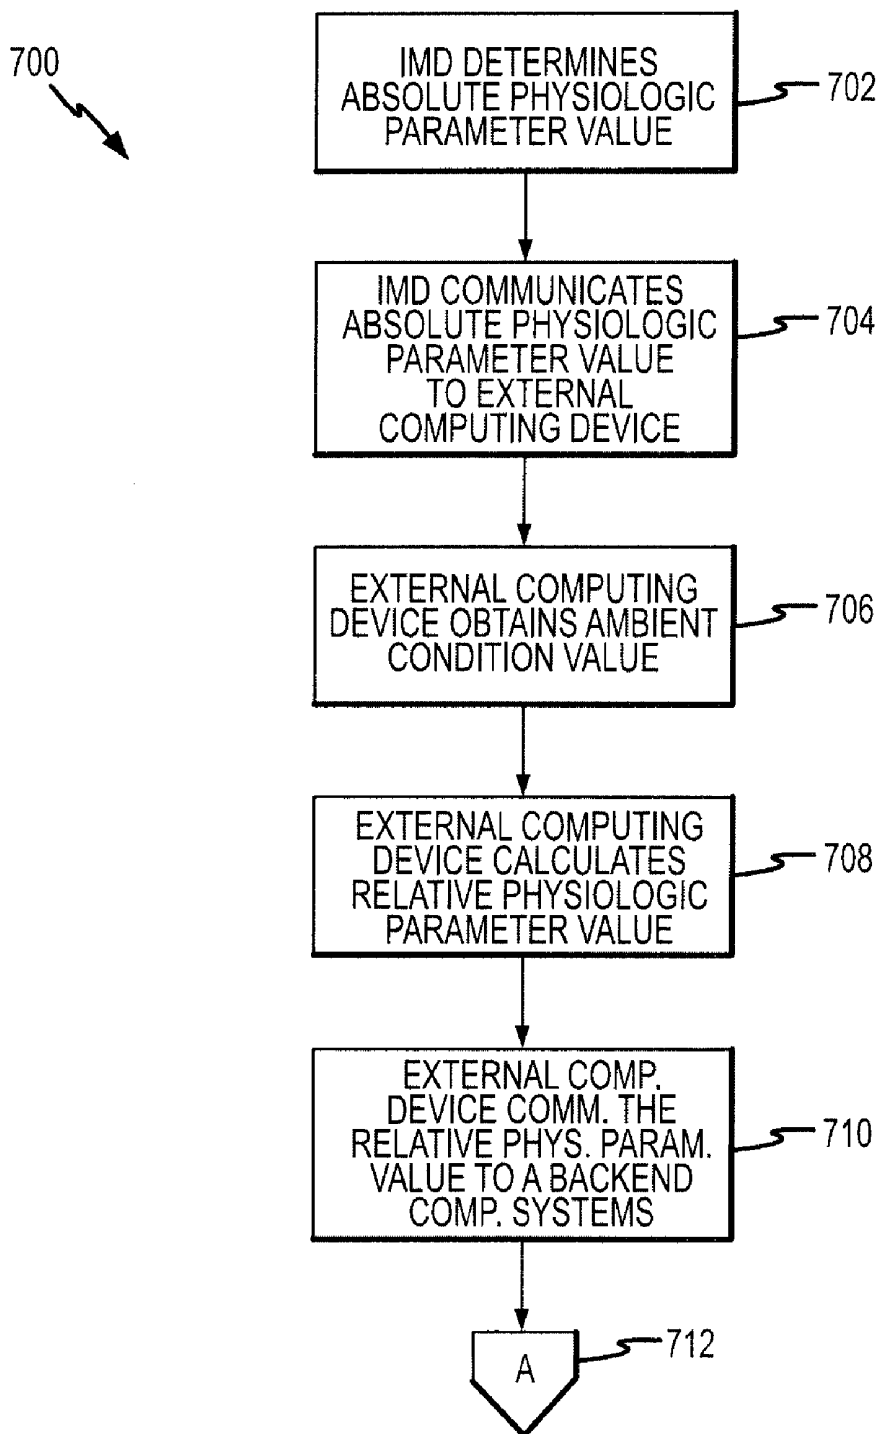 700
IMD DETERMINES
ABSOLUTE PHYSIOLOGIC
PARAMETER VALUE
702
IMD COMMUNICATES
ABSOLUTE PHYSIOLOGIC
PARAMETER VALUE
TO EXTERNAL
COMPUTING DEVICE
704
EXTERNAL COMPUTING
DEVICE OBTAINS AMBIENT
CONDITION VALUE
706
EXTERNAL COMPUTING
DEVICE CALCULATES
RELATIVE PHYSIOLOGIC
PARAMETER VALUE
708
EXTERNAL COMP.
DEVICE COMM. THE
RELATIVE PHYS. PARAM.
VALUE TO A BACKEND
COMP. SYSTEMS
710
A
712